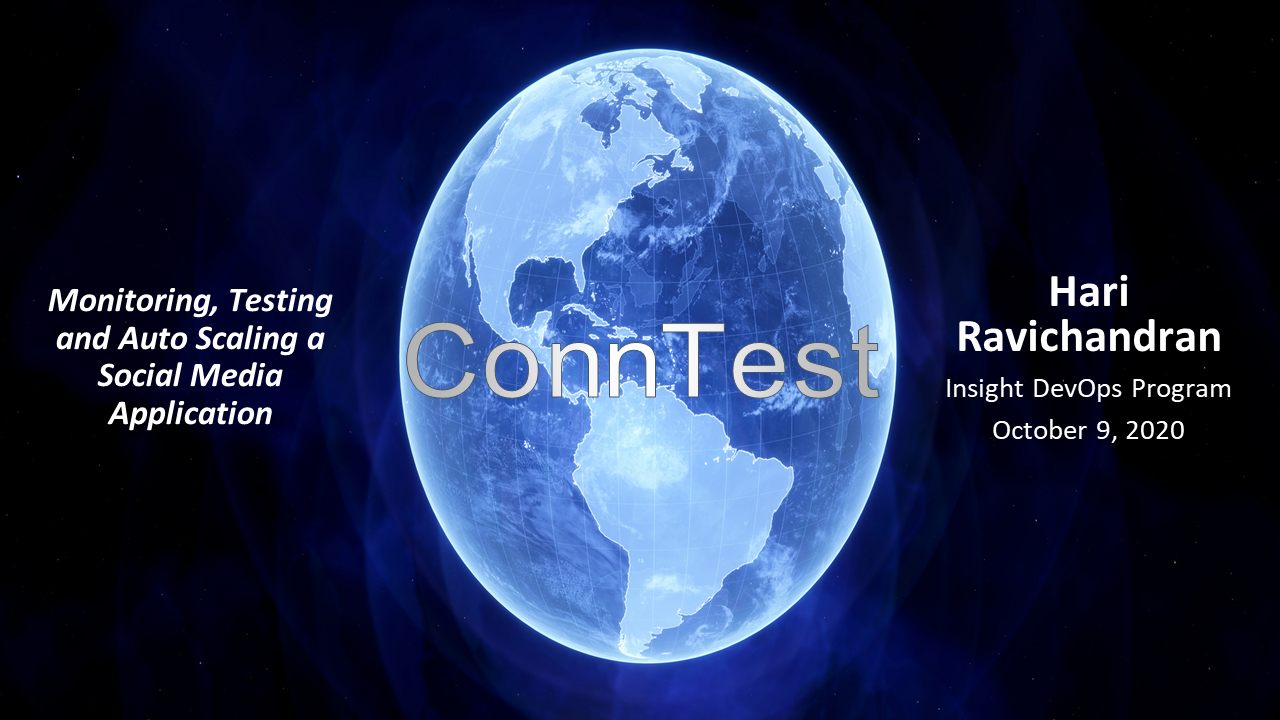 Monitoring, Testing
and Auto Scaling a
Social Media
Application
ConnTest
Hari
Ravichandran
Insight DevOps Program
October 9, 2020